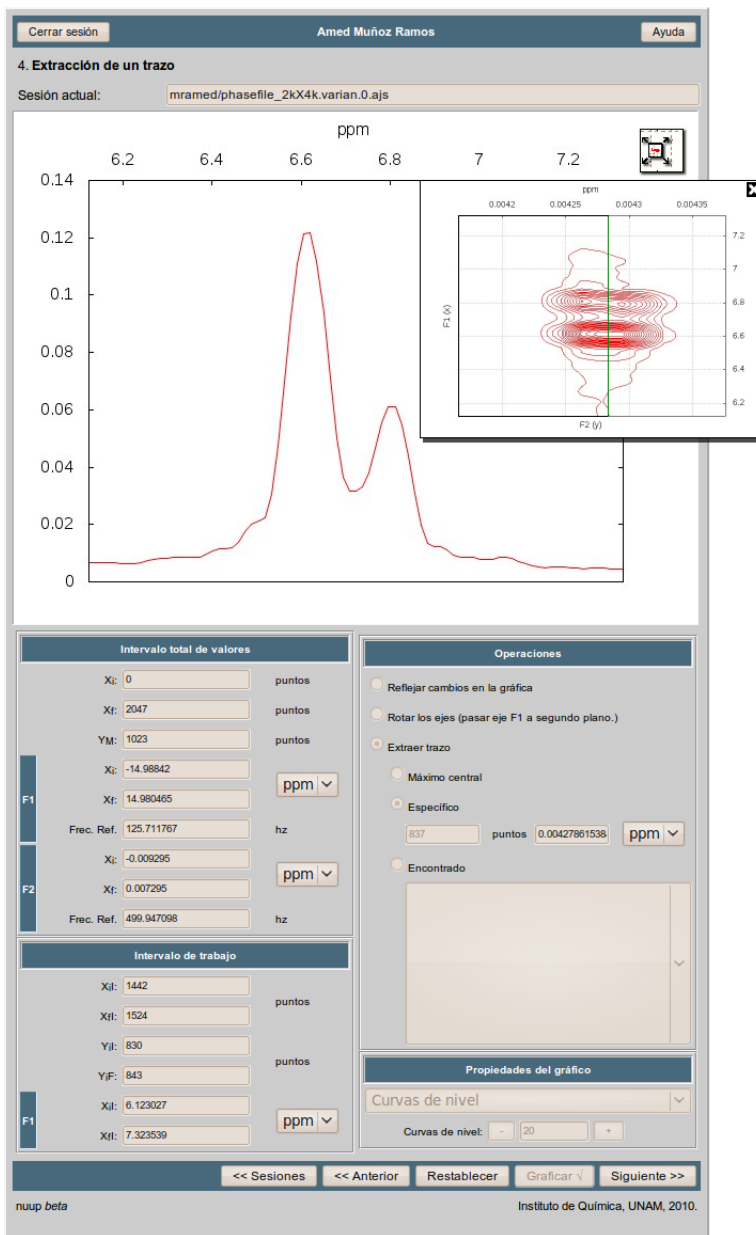 Cerrar sesión Amed Muñoz Ramos Ayuda
4. Extracción de un trazo
Sesión actual: mramed/phasefile_2kX4k.varian.0.ajs
ppm
6.2 6.4 6.6 6.8 7 7.2
0.14
0.12
0.1
0.08
0.06
0.04
0.02
0
ppm
0.0042 0.00425 0.0043 0.00435
7.2
7
6.8
6.6
6.4
6.2
F1 (x)
F2 (y)
Intervalo total de valores
Xi: 0 puntos
Xf: 2047 puntos
YM: 1023 puntos
F1
Xi: -14.98842 ppm
Xf: 14.980465
Frec. Ref. 125.711767 hz
F2
Xi: -0.009295 ppm
Xf: 0.007295
Frec. Ref. 499.947098 hz
Intervalo de trabajo
XiI: 1442 puntos
XfI: 1524
YiI: 830 puntos
YiF: 843
F1
XiI: 6.123027 ppm
XfI: 7.323539
Operaciones
Reflejar cambios en la gráfica
Rotar los ejes (pasar eje F1 a segundo plano.)
Extraer trazo
Máximo central
Específico
837 puntos 0.00427861538 ppm
Encontrado
Propiedades del gráfico
Curvas de nivel
Curvas de nivel: - 20 +
<< Sesiones << Anterior Restablecer Graficar √ Siguiente >>
nuup beta Instituto de Química, UNAM, 2010.